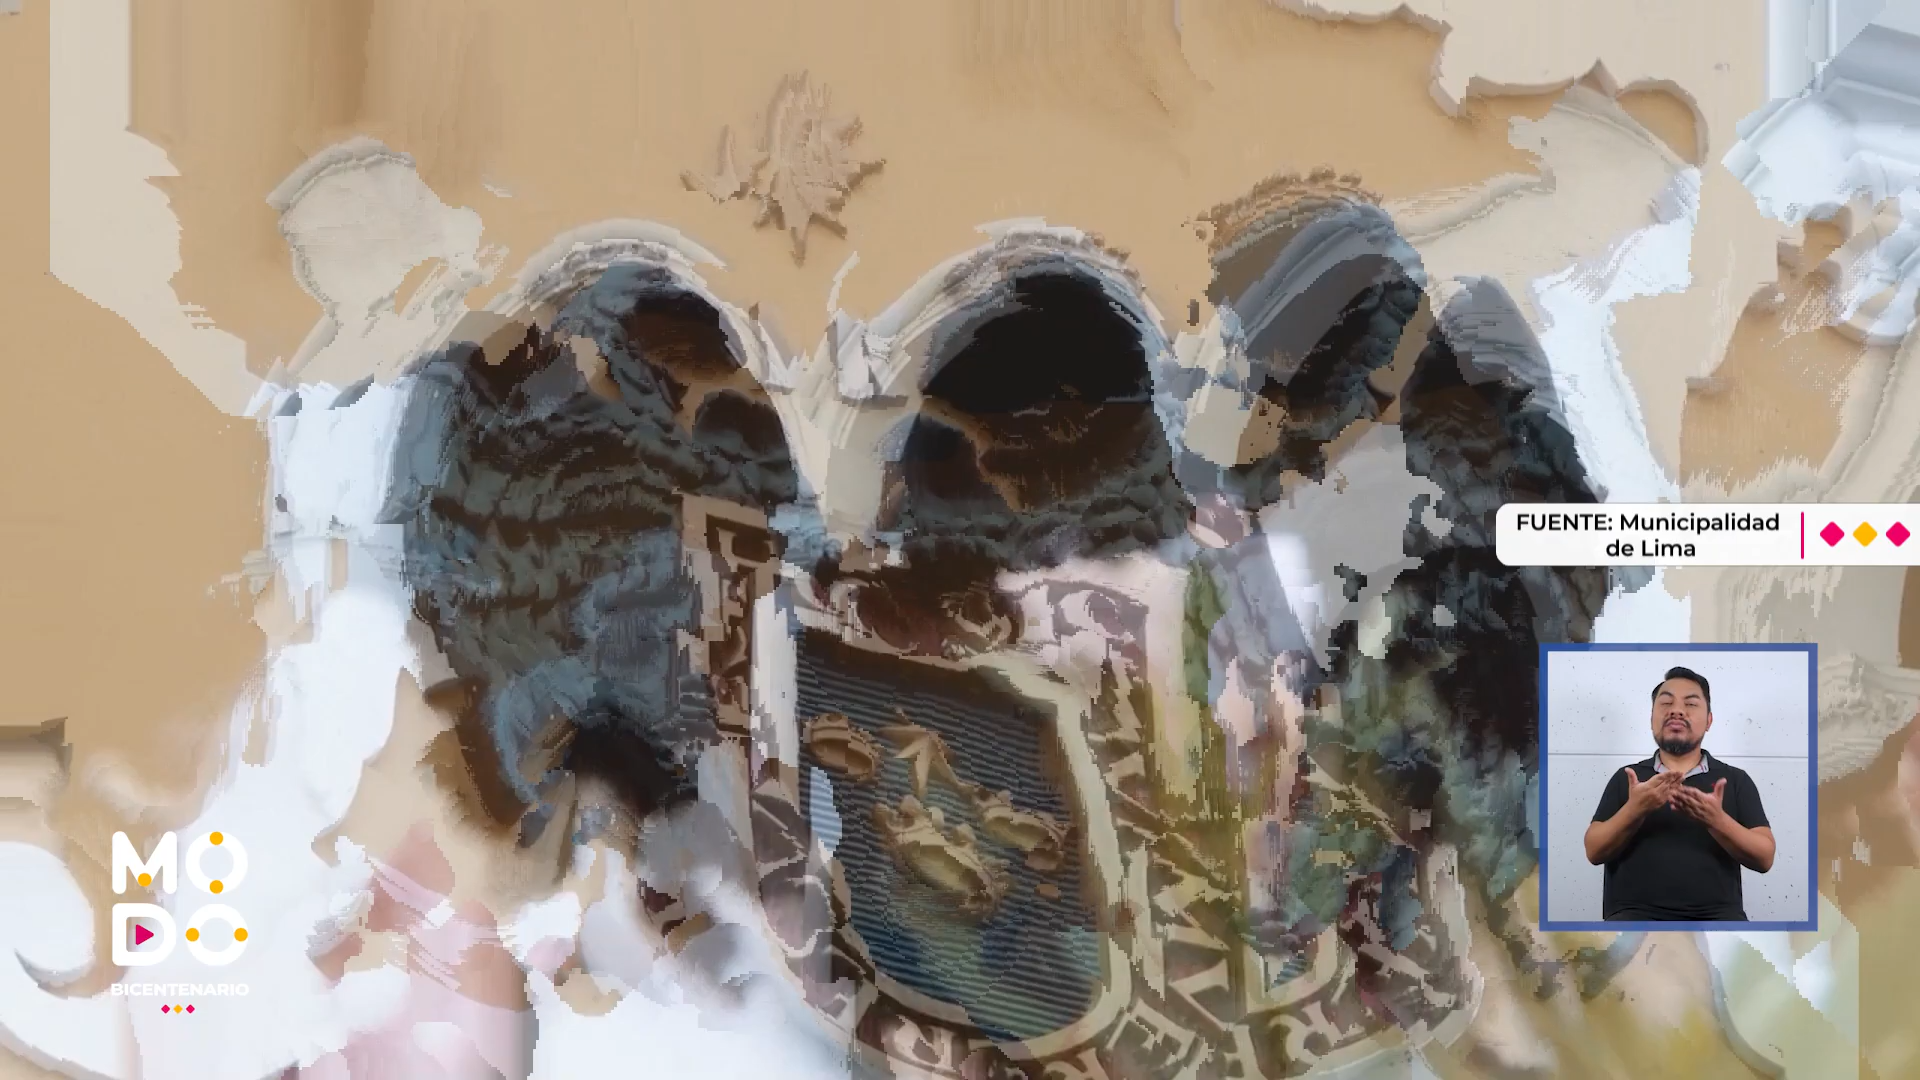 FUENTE: Municipalidad
de Lima
MO
DO
BICENTENARIO